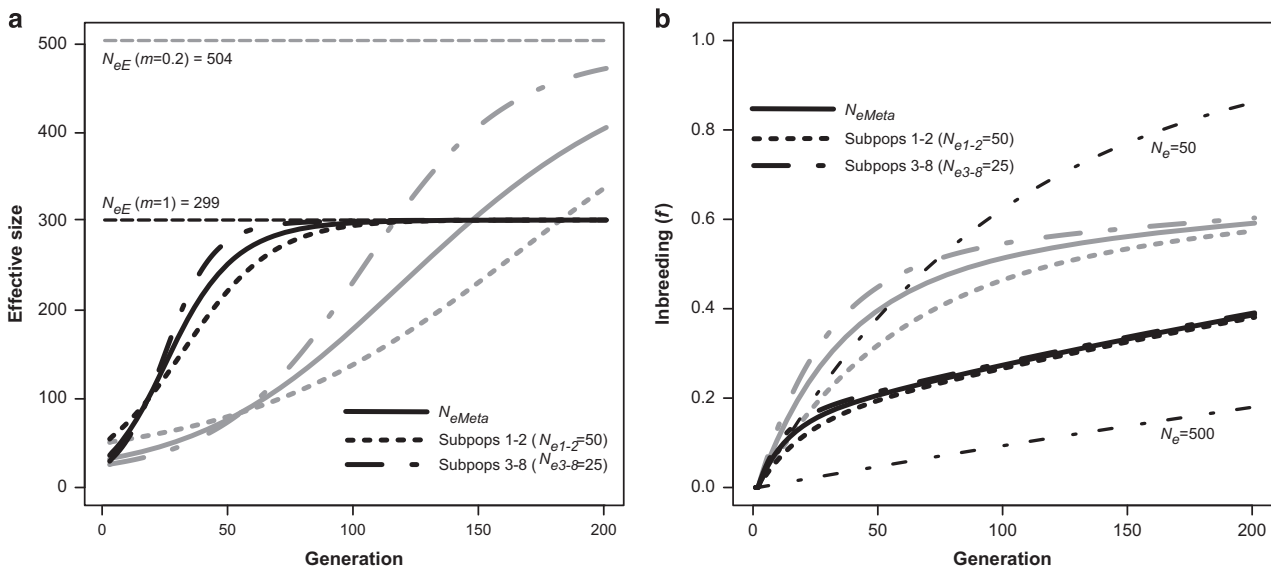 a
500
400
300
200
100
0
Effective size
N_eE (m=0.2) = 504
N_eE (m=1) = 299
N_eMeta
Subpops 1-2 ( N_e1-2=50)
Subpops 3-8 ( N_e3-8=25)
0 50 100 150 200
Generation
b
1.0
0.8
0.6
0.4
0.2
0.0
Inbreeding (f)
N_eMeta
Subpops 1-2 (N_e1-2=50)
Subpops 3-8 (N_e3-8=25)
N_e=50
N_e=500
0 50 100 150 200
Generation